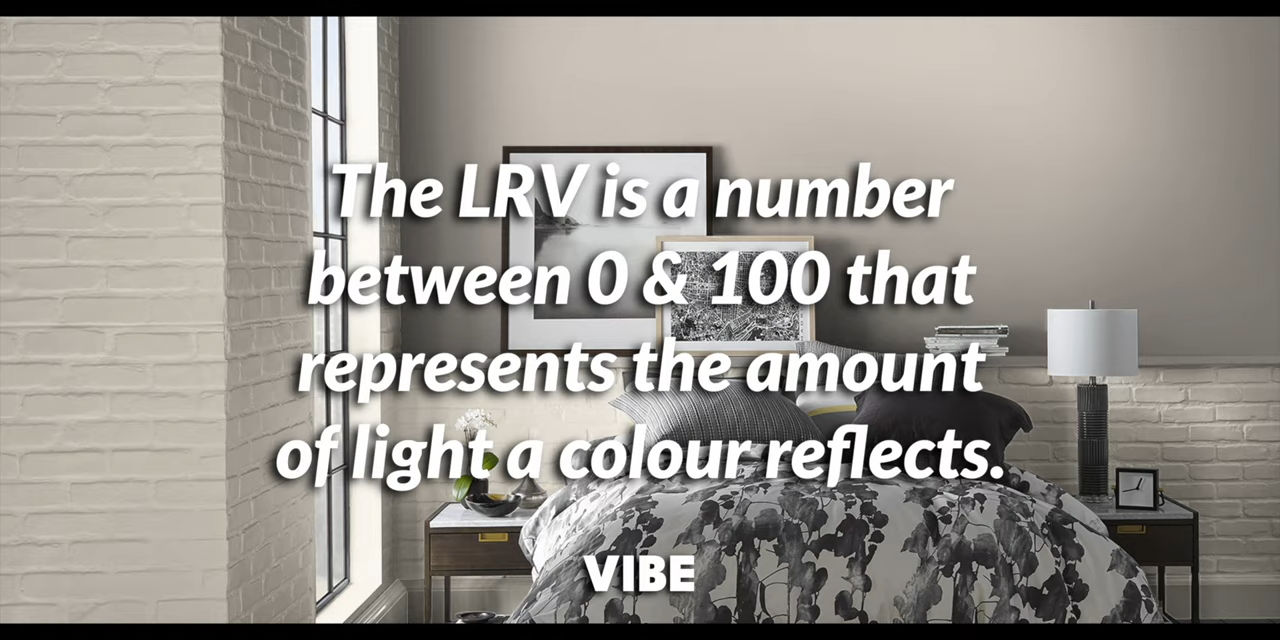 The LRV is a number
between 0 & 100 that
represents the amount
of light a colour reflects.
VIBE